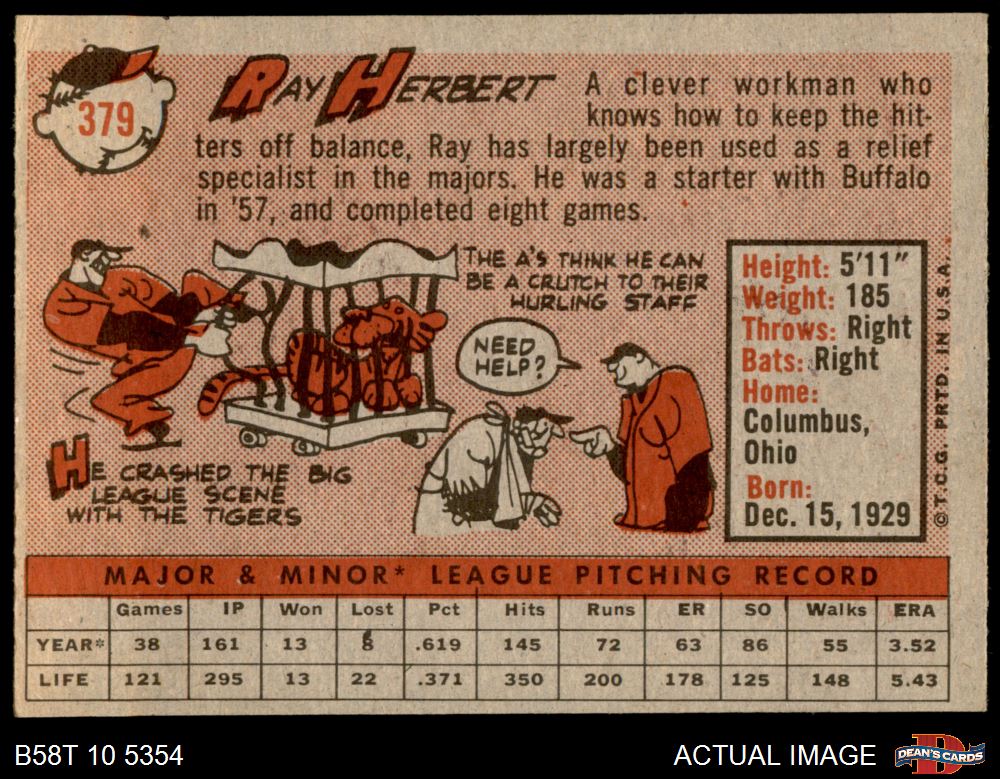 379
RAY HERBERT
A clever workman who
knows how to keep the hit-
ters off balance, Ray has largely been used as a relief
specialist in the majors. He was a starter with Buffalo
in '57, and completed eight games.
THE A'S THINK HE CAN
BE A CRUTCH TO THEIR
HURLING STAFF
NEED
HELP?
HE CRASHED THE BIG
LEAGUE SCENE
WITH THE TIGERS
Height: 5'11"
Weight: 185
Throws: Right
Bats: Right
Home:
Columbus,
Ohio
Born:
Dec. 15, 1929
© T.C.G. PRTD. IN U.S.A.
MAJOR & MINOR* LEAGUE PITCHING RECORD
Games IP Won Lost Pct Hits Runs ER SO Walks ERA
YEAR* 38 161 13 8 .619 145 72 63 86 55 3.52
LIFE 121 295 13 22 .371 350 200 178 125 148 5.43
B58T 10 5354
ACTUAL IMAGE
D
DEAN'S CARDS